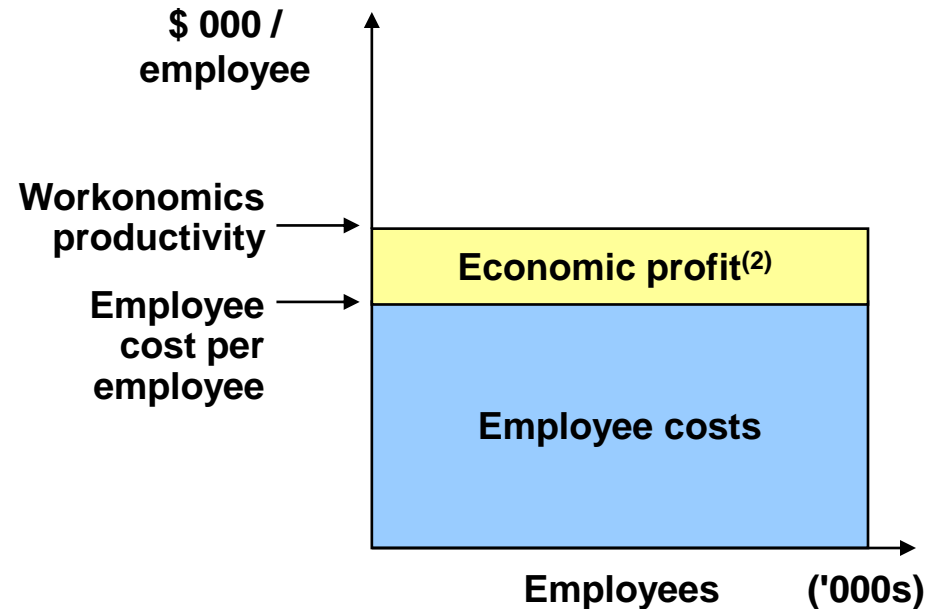 $ 000 /
employee
Workonomics
productivity
Economic profit(2)
Employee
cost per
employee
Employee costs
Employees ('000s)